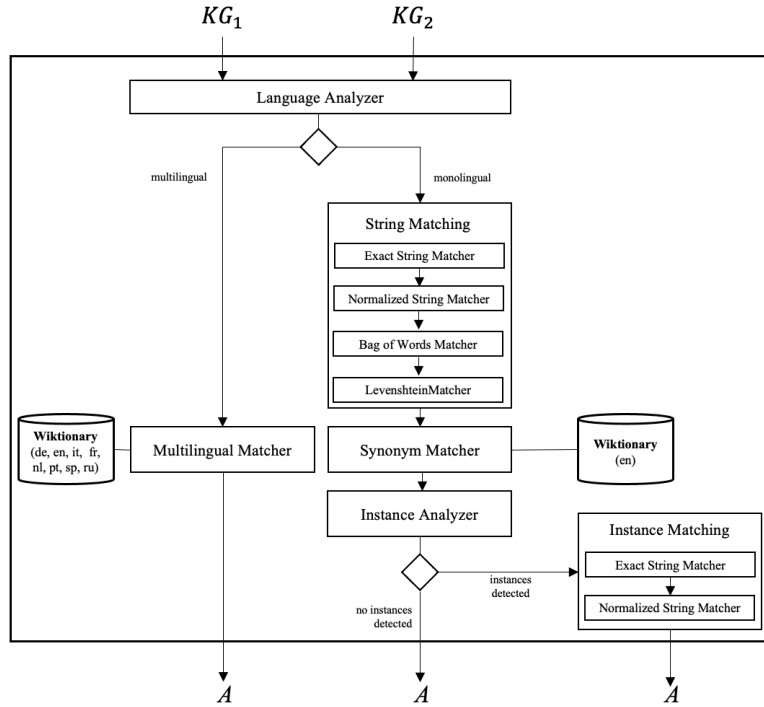 KG1
KG2
Language Analyzer
multilingual
monolingual
String Matching
Exact String Matcher
Normalized String Matcher
Bag of Words Matcher
LevenshteinMatcher
Wiktionary
(de, en, it, fr,
nl, pt, sp, ru)
Multilingual Matcher
Synonym Matcher
Wiktionary
(en)
Instance Analyzer
Instance Matching
Exact String Matcher
Normalized String Matcher
instances
detected
no instances
detected
A
A
A